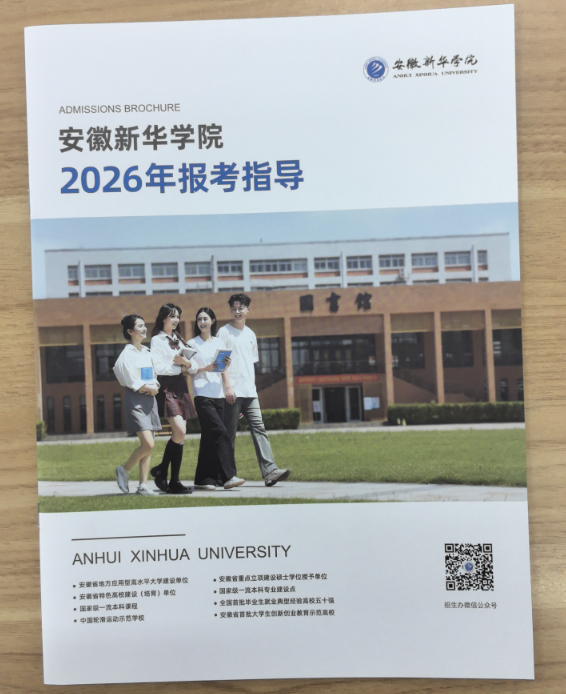 安徽新华学院
ANHUI XINHUA UNIVERSITY
ADMISSIONS BROCHURE
安徽新华学院
2026年报考指导
图书馆
ANHUI XINHUA UNIVERSITY
• 安徽省地方应用型高水平大学建设单位
• 安徽省特色高校建设（培育）单位
• 国家级一流本科课程
• 中国轮滑运动示范学校
• 安徽省重点立项建设硕士学位授予单位
• 国家级一流本科专业建设点
• 全国首批毕业生就业典型经验高校五十强
• 安徽省首批大学生创新创业教育示范高校
招生办微信公众号